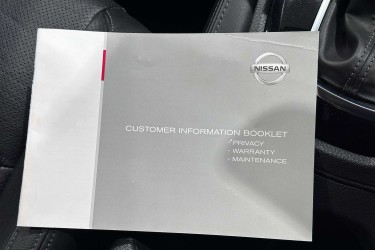 NISSAN
CUSTOMER INFORMATION BOOKLET
- PRIVACY
- WARRANTY
- MAINTENANCE